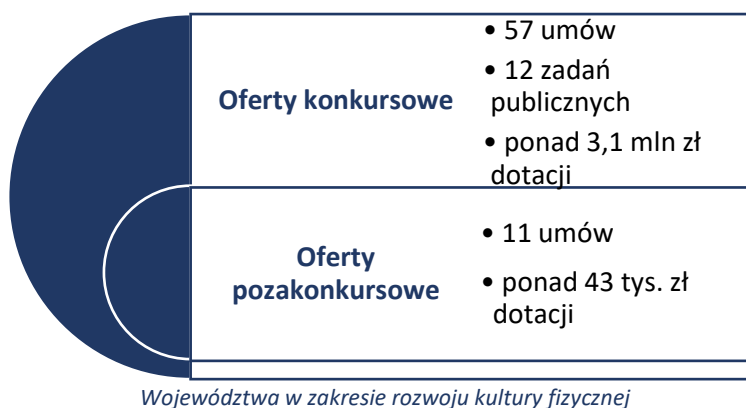 Oferty konkursowe
• 57 umów
• 12 zadań
publicznych
• ponad 3,1 mln zł
dotacji
Oferty
pozakonkursowe
• 11 umów
• ponad 43 tys. zł
dotacji
Województwa w zakresie rozwoju kultury fizycznej